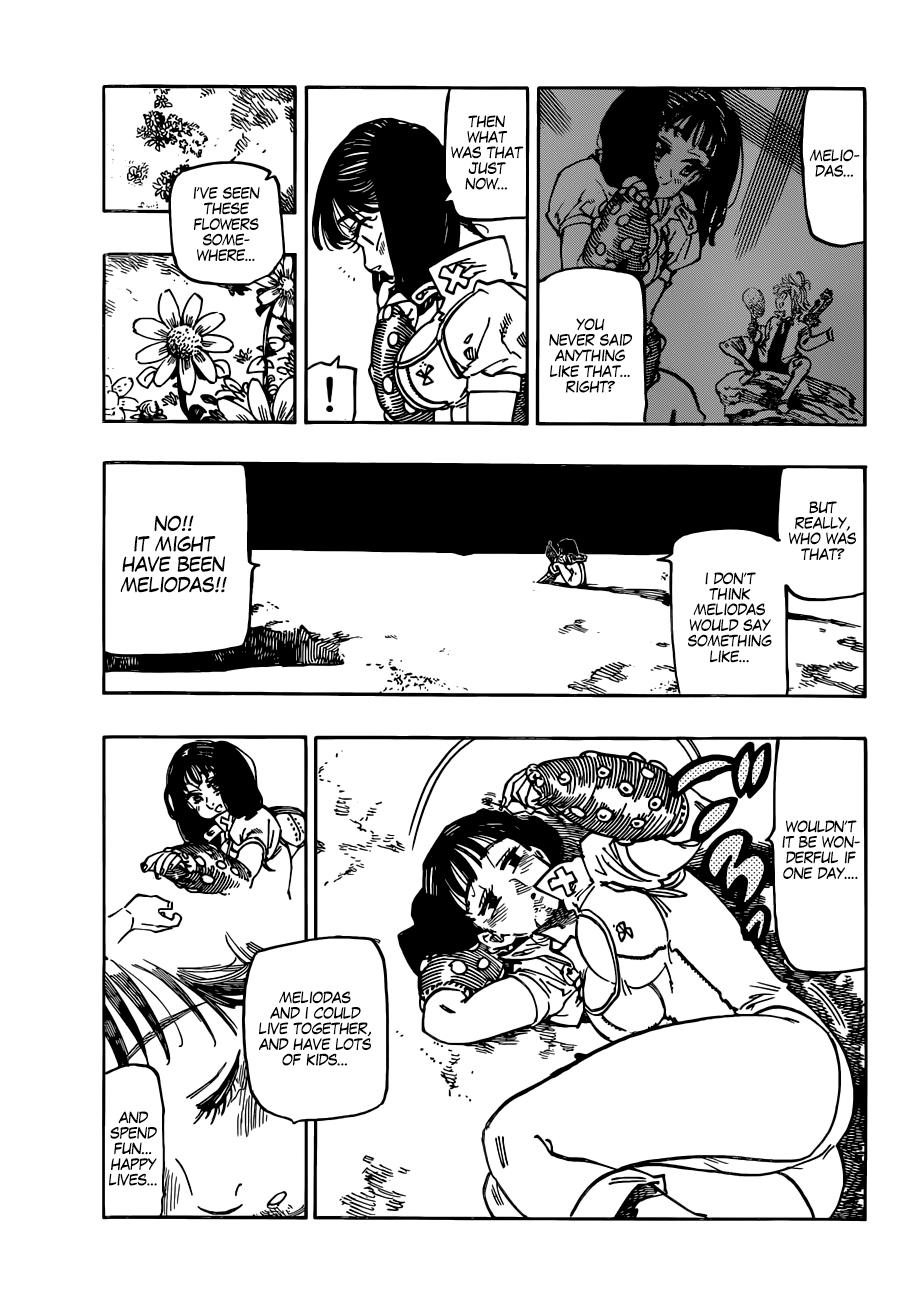 MELIO-
DAS...
YOU
NEVER SAID
ANYTHING
LIKE THAT...
RIGHT?
THEN
WHAT
WAS THAT
JUST
NOW...
!
I'VE SEEN
THESE
FLOWERS
SOME-
WHERE...
BUT
REALLY,
WHO WAS
THAT?
I DON'T
THINK
MELIODAS
WOULD SAY
SOMETHING
LIKE...
NO!!
IT MIGHT
HAVE BEEN
MELIODAS!!
WOULDN'T
IT BE WON-
DERFUL IF
ONE DAY....
MELIODAS
AND I COULD
LIVE TOGETHER,
AND HAVE LOTS
OF KIDS...
AND
SPEND
FUN...
HAPPY
LIVES...